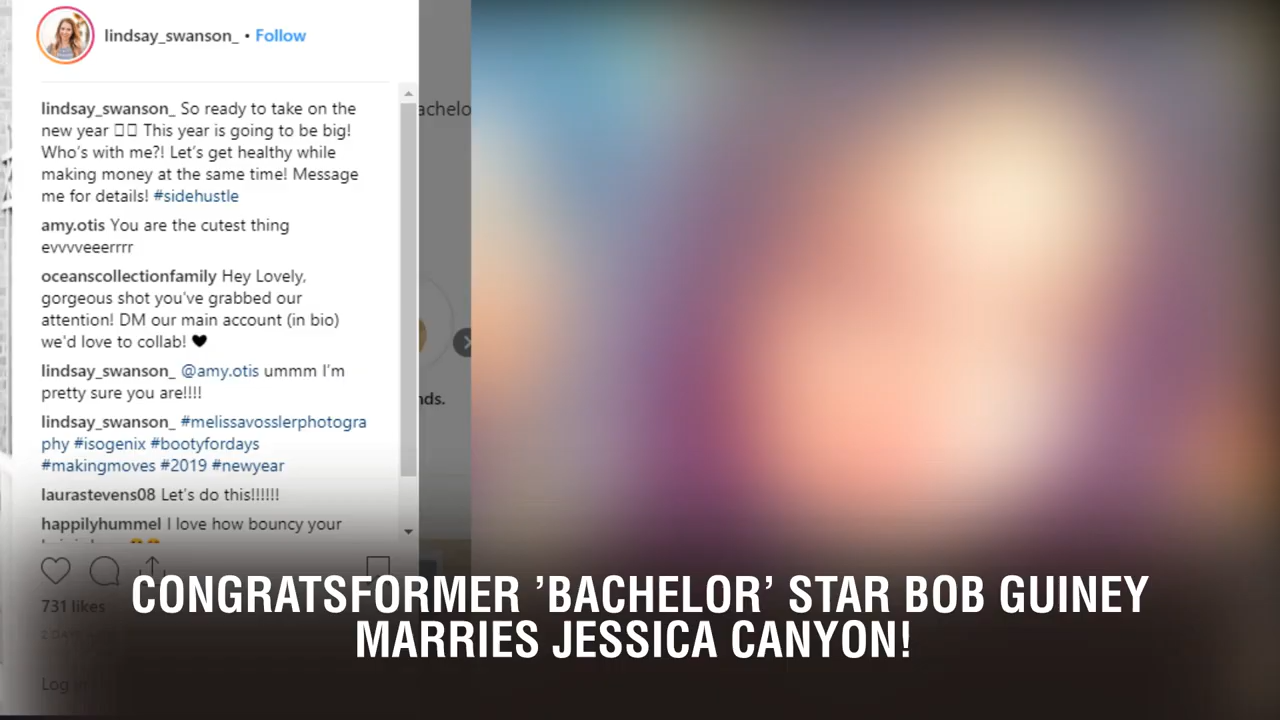 lindsay_swanson_ • Follow
lindsay_swanson_ So ready to take on the
new year This year is going to be big!
Who's with me?! Let's get healthy while
making money at the same time! Message
me for details! #sidehustle
amy.otis You are the cutest thing
evvveeerrrr
oceanscollectionfamily Hey Lovely,
gorgeous shot you've grabbed our
attention! DM our main account (in bio)
we'd love to collab! 🖤
lindsay_swanson_ @amy.otis ummm I'm
pretty sure you are!!!!
lindsay_swanson_ #melissavosslerphotogra
phy #isogenix #bootyfordays
#makingmoves #2019 #newyear
laurastevens08 Let's do this!!!!!!
happilyhummel I love how bouncy your
731 likes
Log in
achelo
nds.
CONGRATSFORMER ’BACHELOR’ STAR BOB GUINEY
MARRIES JESSICA CANYON!